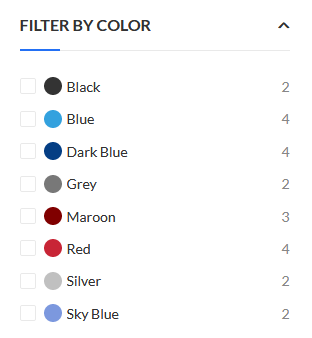 FILTER BY COLOR
Black 2
Blue 4
Dark Blue 4
Grey 2
Maroon 3
Red 4
Silver 2
Sky Blue 2